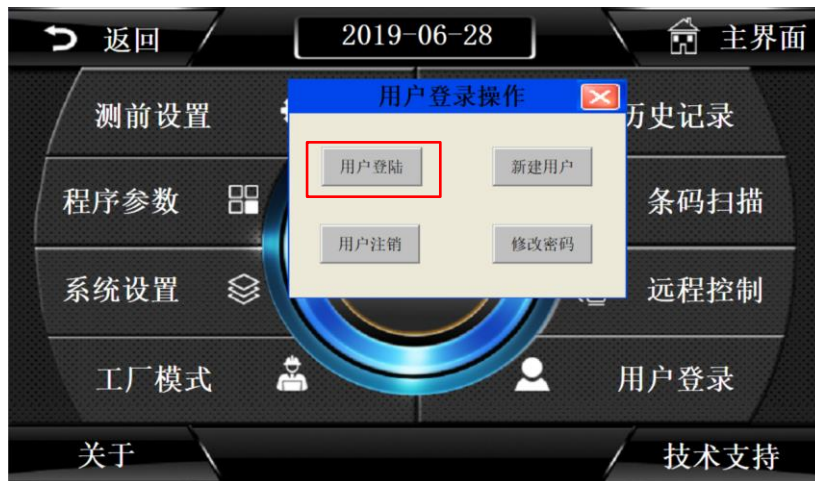 返回
2019-06-28
主界面
用户登录操作
测前设置
历史记录
用户登陆
新建用户
程序参数
条码扫描
用户注销
修改密码
系统设置
远程控制
工厂模式
用户登录
关于
技术支持